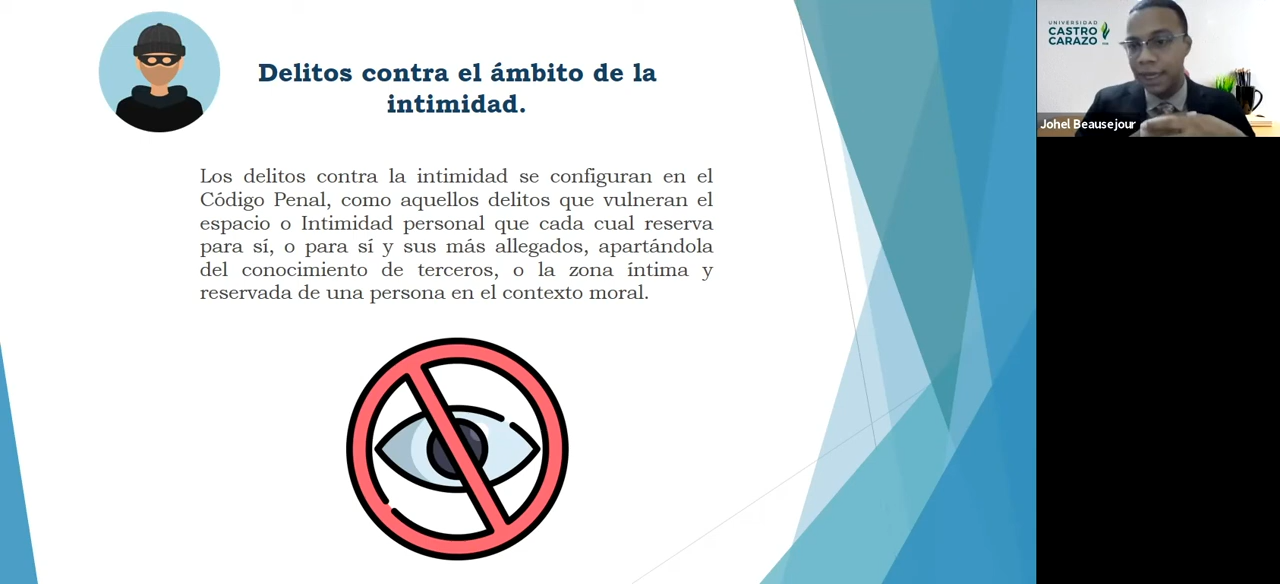 Delitos contra el ámbito de la
intimidad.
Los delitos contra la intimidad se configuran en el
Código Penal, como aquellos delitos que vulneran el
espacio o Intimidad personal que cada cual reserva
para sí, o para sí y sus más allegados, apartándola
del conocimiento de terceros, o la zona íntima y
reservada de una persona en el contexto moral.
UNIVERSIDAD
CASTRO
CARAZO
Johel Beausejour